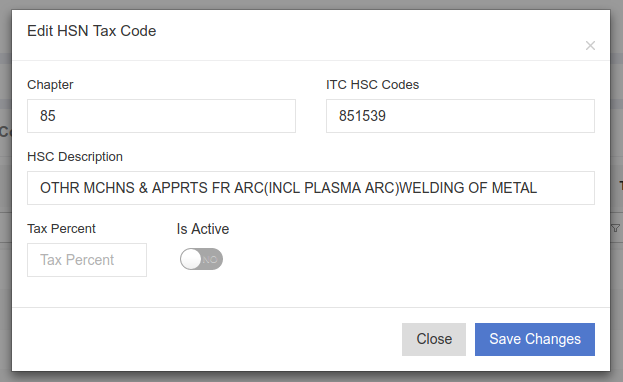 Edit HSN Tax Code
×
Chapter
ITC HSC Codes
85
851539
HSC Description
OTHR MCHNS & APPRTS FR ARC(INCL PLASMA ARC)WELDING OF METAL
Tax Percent
Is Active
Tax Percent
NO
Close
Save Changes